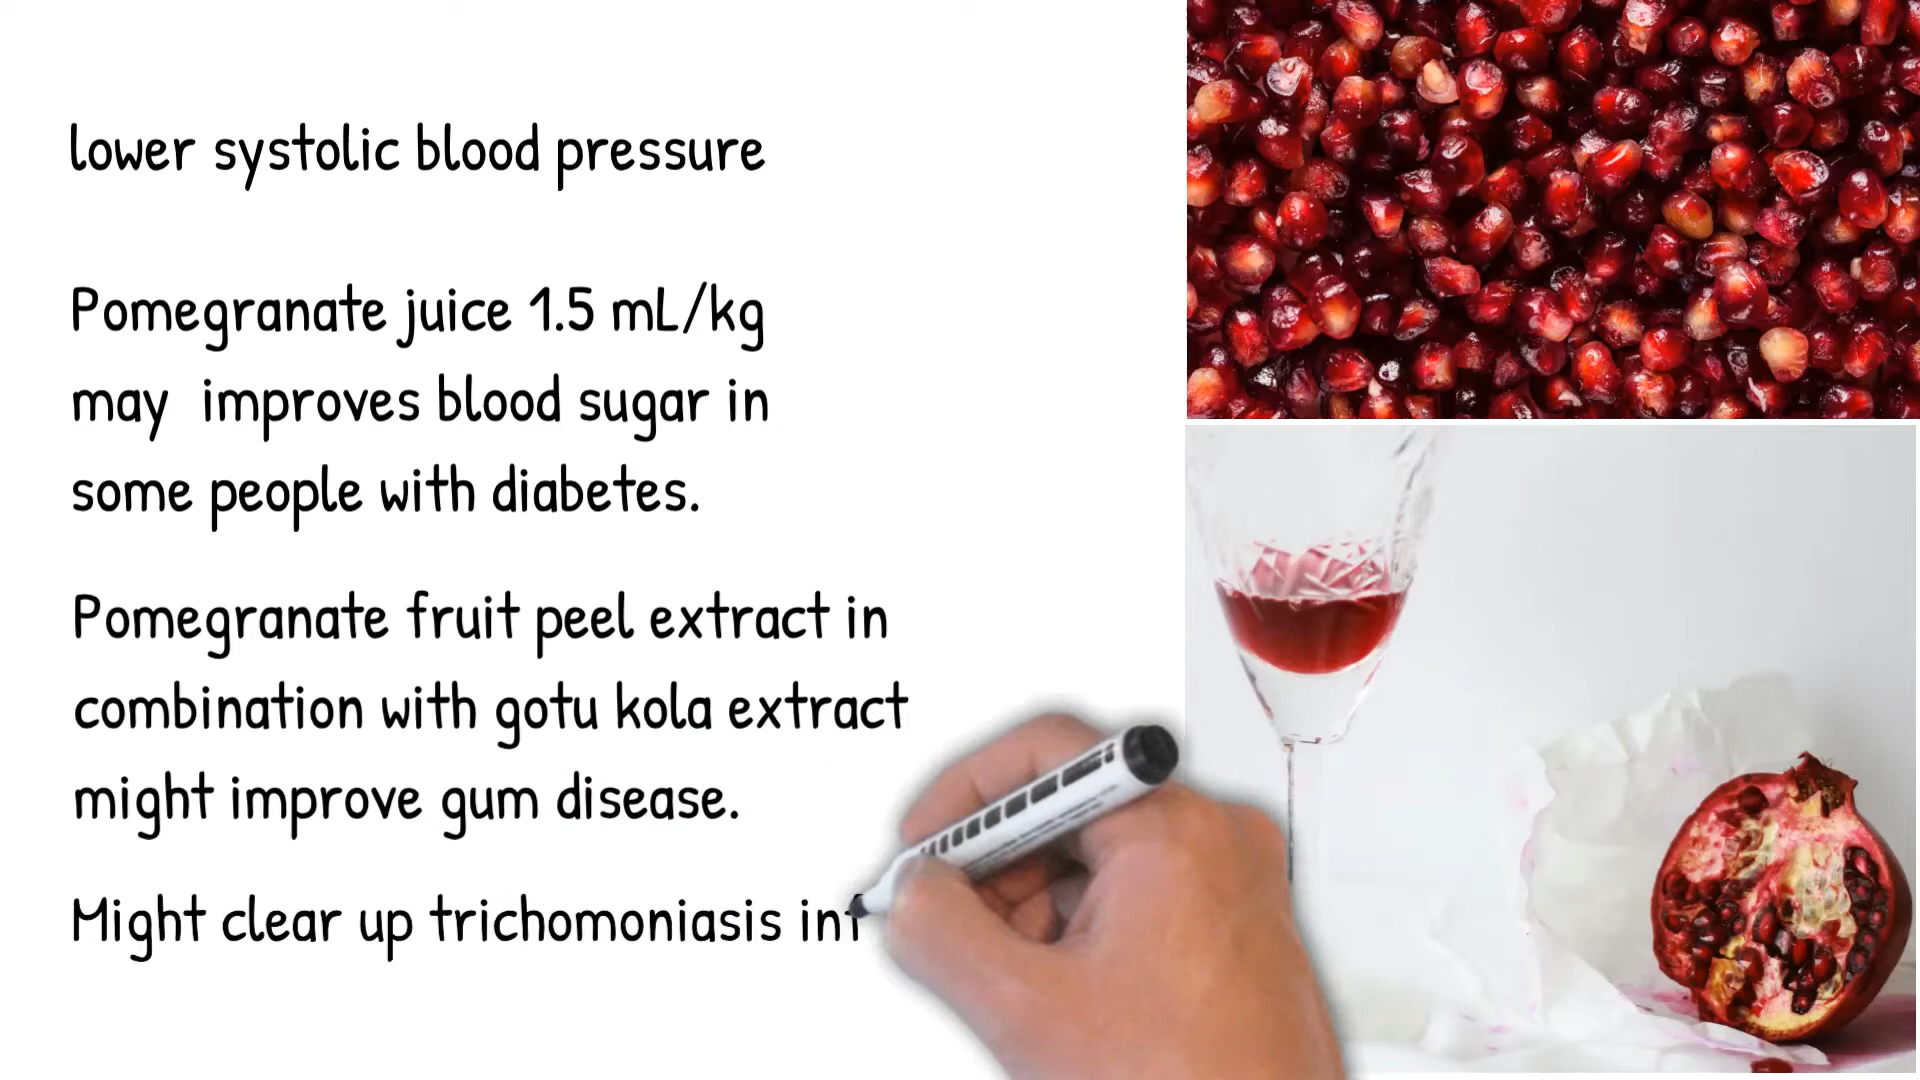 lower systolic blood pressure
Pomegranate juice 1.5 mL/kg
may improves blood sugar in
some people with diabetes.
Pomegranate fruit peel extract in
combination with gotu kola extract
might improve gum disease.
Might clear up trichomoniasis